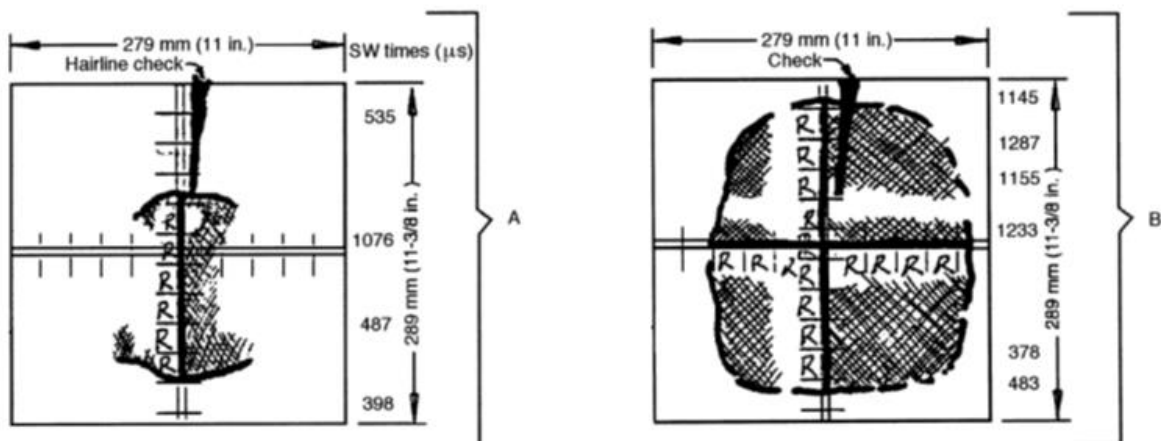 279 mm (11 in.)
SW times (µs)
Hairline check
535
R
R
R
R
R
R
1076
487
398
289 mm (11-3/8 in.)
A
279 mm (11 in.)
Check
R
R
R
R
R R R R R R R R
R
R
R
R
1145
1287
1155
1233
378
483
289 mm (11-3/8 in.)
B